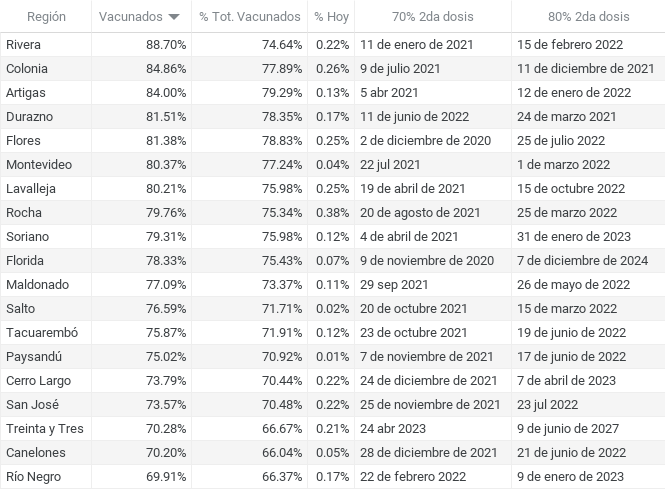 Región Vacunados % Tot. Vacunados % Hoy 70% 2da dosis 80% 2da dosis
Rivera 88.70% 74.64% 0.22% 11 de enero de 2021 15 de febrero 2022
Colonia 84.86% 77.89% 0.26% 9 de julio 2021 11 de diciembre de 2021
Artigas 84.00% 79.29% 0.13% 5 abr 2021 12 de enero de 2022
Durazno 81.51% 78.35% 0.17% 11 de junio de 2022 24 de marzo 2021
Flores 81.38% 78.83% 0.25% 2 de diciembre de 2020 25 de julio 2022
Montevideo 80.37% 77.24% 0.04% 22 jul 2021 1 de marzo 2022
Lavalleja 80.21% 75.98% 0.25% 19 de abril de 2021 15 de octubre 2022
Rocha 79.76% 75.34% 0.38% 20 de agosto de 2021 25 de marzo 2022
Soriano 79.31% 75.98% 0.12% 4 de abril de 2021 31 de enero de 2023
Florida 78.33% 75.43% 0.07% 9 de noviembre de 2020 7 de diciembre de 2024
Maldonado 77.09% 73.37% 0.11% 29 sep 2021 26 de mayo de 2022
Salto 76.59% 71.71% 0.02% 20 de octubre 2021 15 de marzo 2022
Tacuarembó 75.87% 71.91% 0.12% 23 de octubre 2021 19 de junio de 2022
Paysandú 75.02% 70.92% 0.01% 7 de noviembre de 2021 17 de junio de 2022
Cerro Largo 73.79% 70.44% 0.22% 24 de diciembre de 2021 7 de abril de 2023
San José 73.57% 70.48% 0.22% 25 de noviembre de 2021 23 jul 2022
Treinta y Tres 70.28% 66.67% 0.21% 24 abr 2023 9 de junio de 2027
Canelones 70.20% 66.04% 0.05% 28 de diciembre de 2021 21 de junio de 2022
Río Negro 69.91% 66.37% 0.17% 22 de febrero 2022 9 de enero de 2023